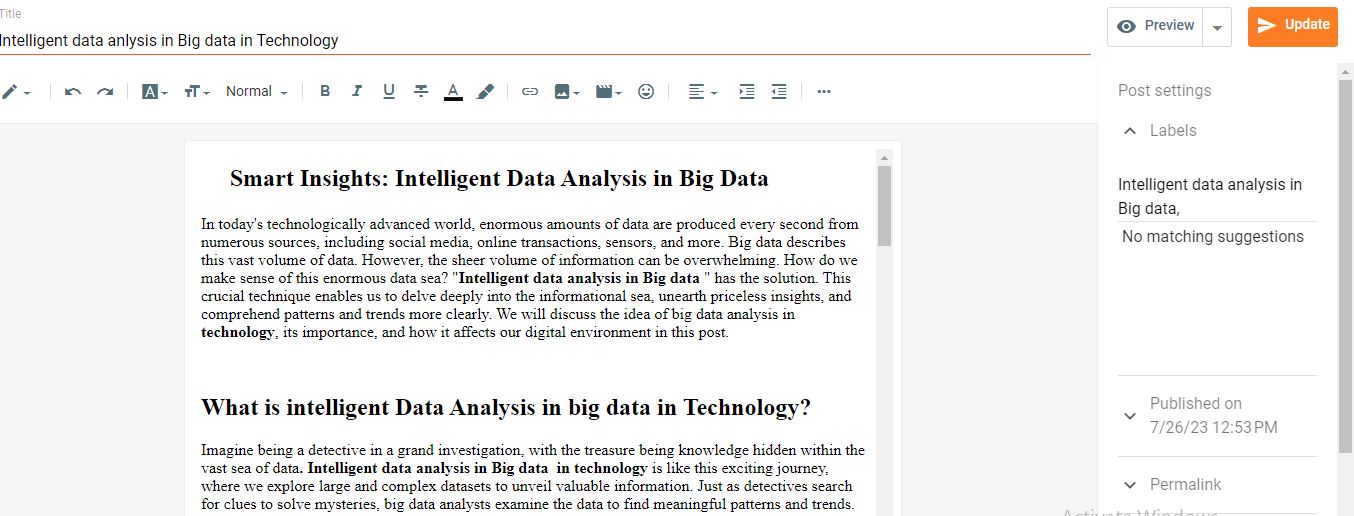 Title
Intelligent data anlysis in Big data in Technology
Preview
Update
Normal
B I U A
Post settings
Labels
Intelligent data analysis in
Big data,
No matching suggestions
Published on
7/26/23 12:53 PM
Permalink
Smart Insights: Intelligent Data Analysis in Big Data
In today's technologically advanced world, enormous amounts of data are produced every second from
numerous sources, including social media, online transactions, sensors, and more. Big data describes
this vast volume of data. However, the sheer volume of information can be overwhelming. How do we
make sense of this enormous data sea? "Intelligent data analysis in Big data " has the solution. This
crucial technique enables us to delve deeply into the informational sea, unearth priceless insights, and
comprehend patterns and trends more clearly. We will discuss the idea of big data analysis in
technology, its importance, and how it affects our digital environment in this post.
What is intelligent Data Analysis in big data in Technology?
Imagine being a detective in a grand investigation, with the treasure being knowledge hidden within the
vast sea of data. Intelligent data analysis in Big data  in technology is like this exciting journey,
where we explore large and complex datasets to unveil valuable information. Just as detectives search
for clues to solve mysteries, big data analysts examine the data to find meaningful patterns and trends.
Activate Windows